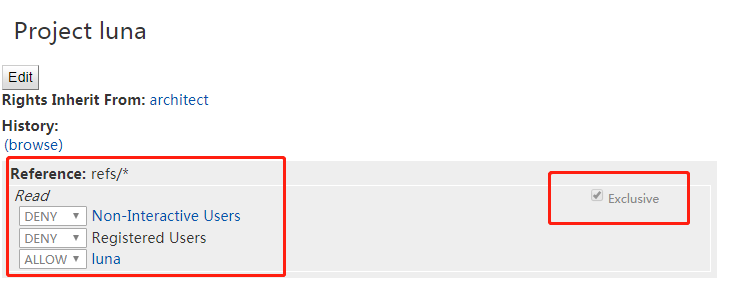 Project luna
Edit
Rights Inherit From: architect
History:
(browse)
Reference: refs/*
Read
Exclusive
DENY Non-Interactive Users
DENY Registered Users
ALLOW luna